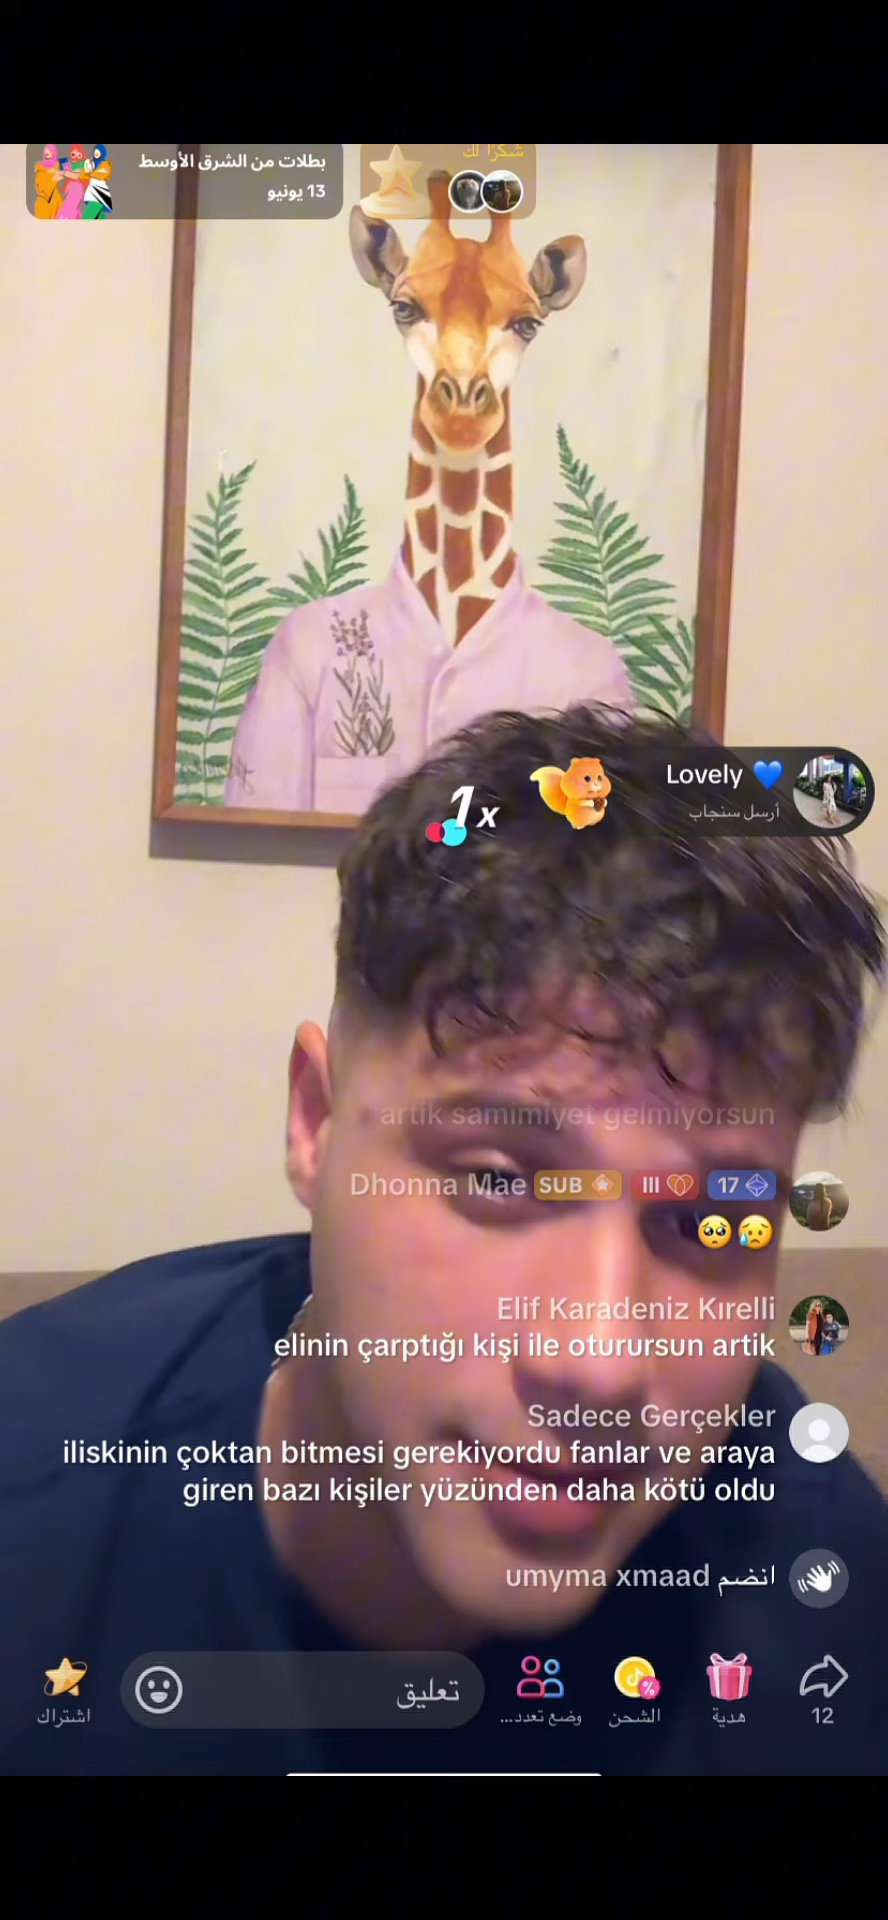 بطلات من الشرق الأوسط
13 يونيو
شكرًا لك
Lovely 💙
أرسل سنجاب
1x
artik samimiyet gelmiyorsun
Dhonna Mae SUB III 17
🥺😥
Elif Karadeniz Kırelli
elinin çarptığı kişi ile oturursun artik
Sadece Gerçekler
iliskinin çoktan bitmesi gerekiyordu fanlar ve araya
giren bazı kişiler yüzünden daha kötü oldu
umyma xmaad انضم
اشتراك
تعليق
وضع تعدد...
الشحن
هدية
12